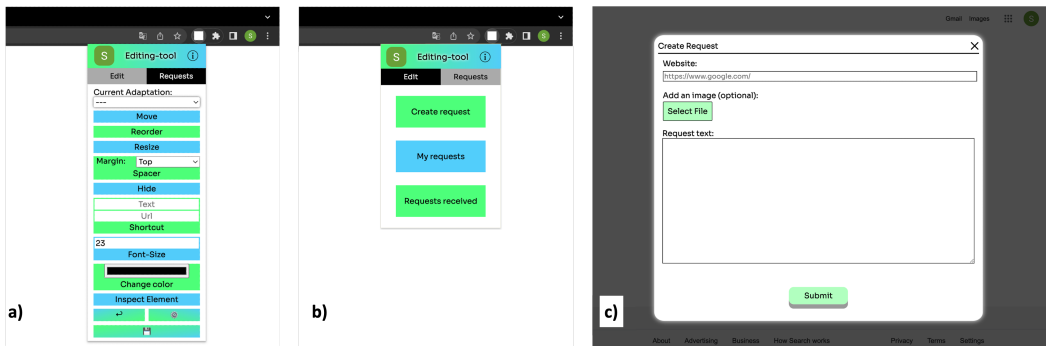 S
S Editing-tool
Edit Requests
Current Adaptation:
---
Move
Reorder
Resize
Margin: Top
Spacer
Hide
Text
Url
Shortcut
23
Font-Size
Change color
Inspect Element
a)
S
S Editing-tool
Edit Requests
Create request
My requests
Requests received
b)
Gmail Images S
Create Request X
Website:
https://www.google.com/
Add an image (optional):
Select File
Request text:
Submit
c)
About Advertising Business How Search works Privacy Terms Settings